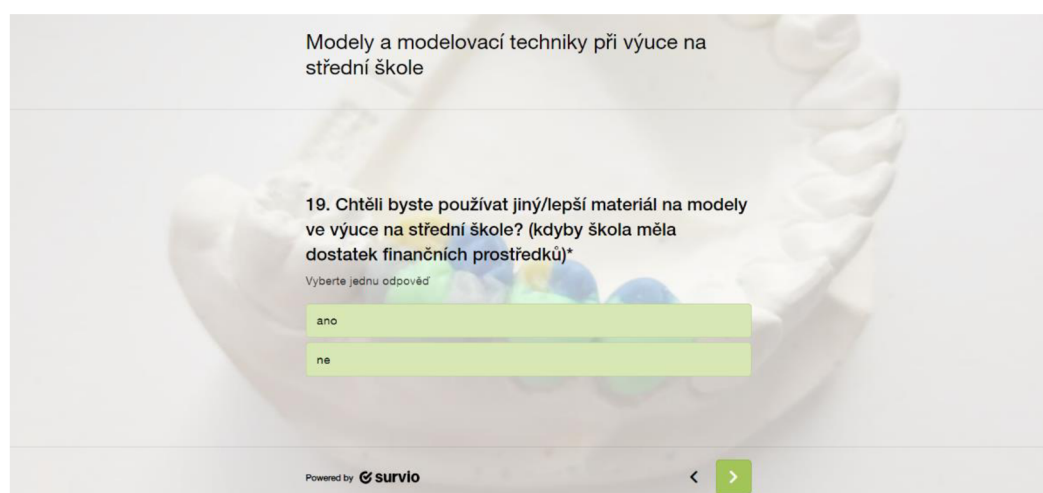 Modely a modelovací techniky při výuce na
střední škole
19. Chtěli byste používat jiný/lepší materiál na modely
ve výuce na střední škole? (kdyby škola měla
dostatek finančních prostředků)*
Vyberte jednu odpověď
ano
ne
Powered by survio